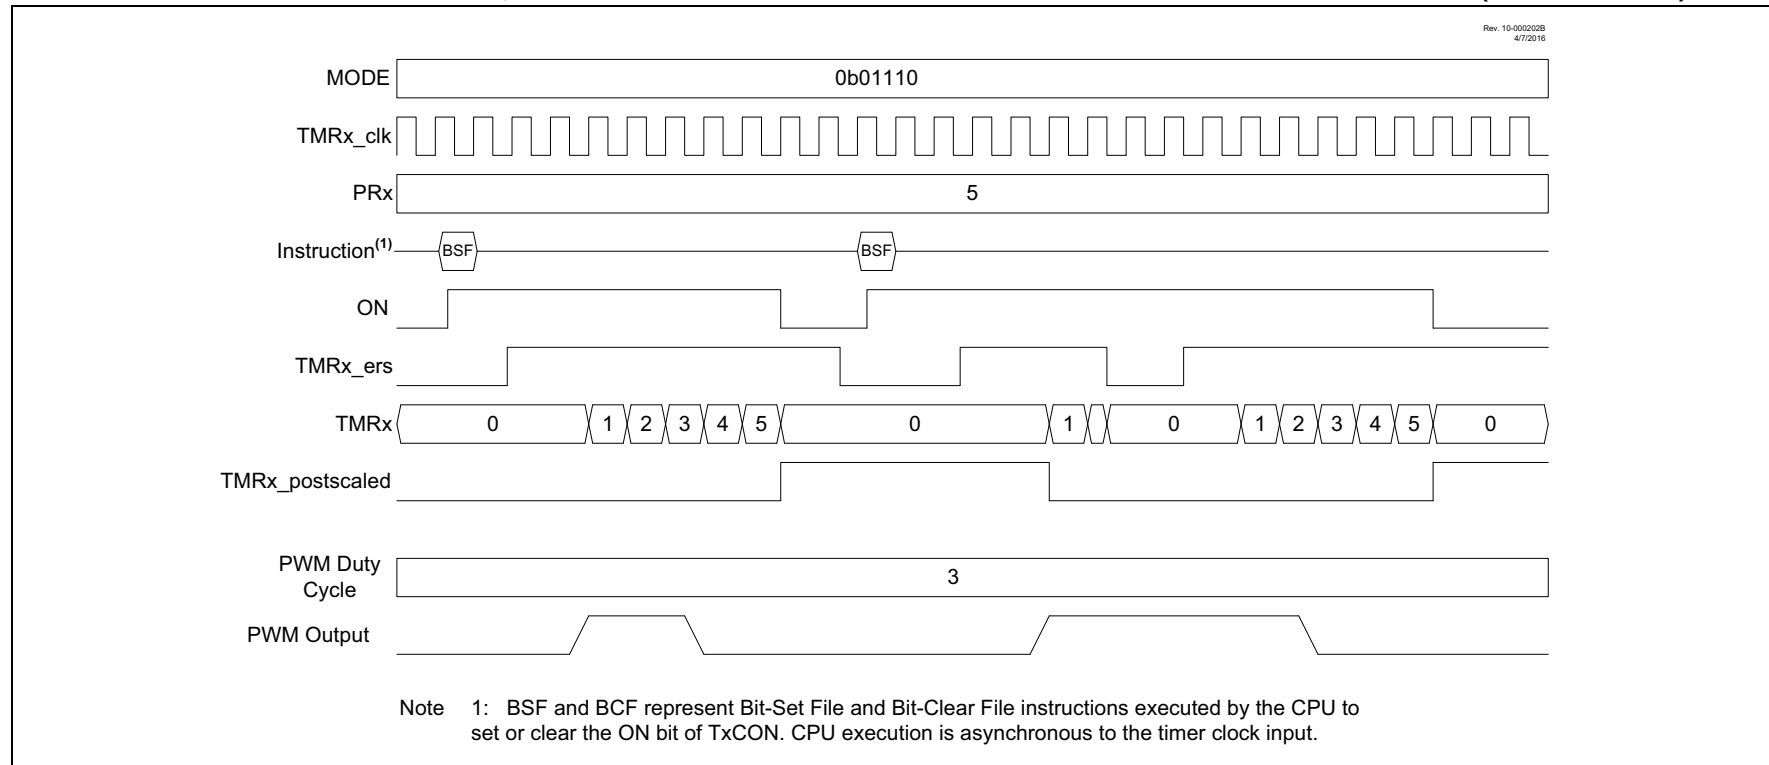 Rev. 10-000202B
4/7/2016
MODE 0b01110
TMRx_clk
PRx 5
Instruction(1) BSF BSF
ON
TMRx_ers
TMRx 0 1 2 3 4 5 0 1 0 1 2 3 4 5 0
TMRx_postscaled
PWM Duty
Cycle 3
PWM Output
Note 1: BSF and BCF represent Bit-Set File and Bit-Clear File instructions executed by the CPU to
set or clear the ON bit of TxCON. CPU execution is asynchronous to the timer clock input.